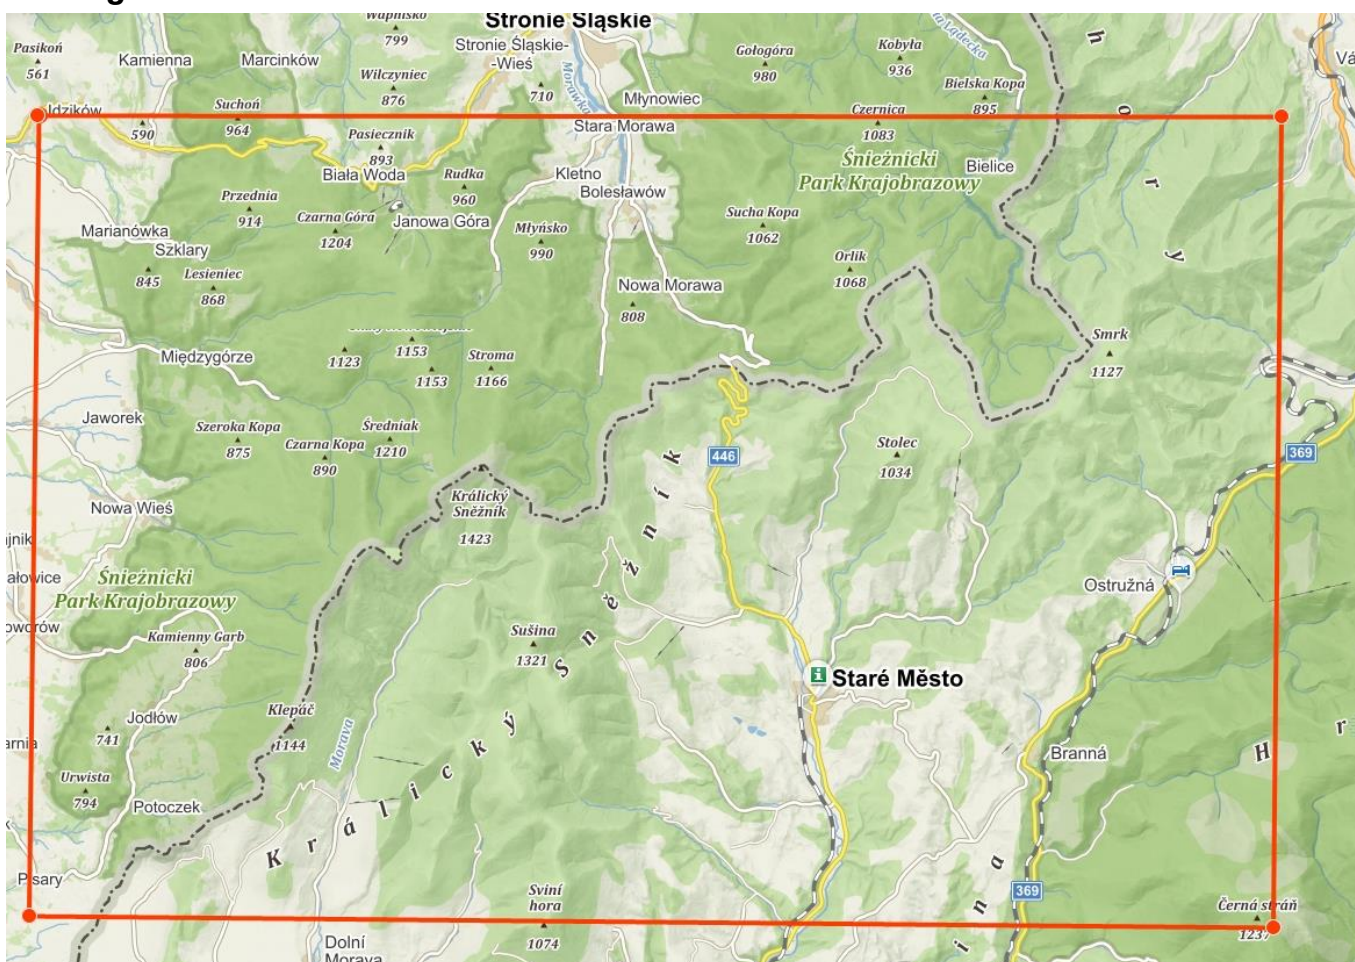 Stronie Śląskie
Wapnisko
799
Pasikoń
561
Kamienna
Marcinków
Stronie Śląskie-
-Wieś
Gołogóra
980
Kobyła
936
Wilczyniec
876
710
Morawka
Bielska Kopa
895
Młynowiec
Idzików
590
Suchoń
964
Czernica
1083
h
o
r
y
Stara Morawa
Pasiecznik
893
Śnieżnicki
Park Krajobrazowy
Bielice
Biała Woda
Rudka
960
Kletno
Bolesławów
Przednia
914
Czarna Góra
1204
Janowa Góra
Młyńsko
990
Sucha Kopa
1062
Marianówka
Szklary
845
Lesieniec
868
Orlik
1068
Nowa Morawa
808
Smrk
1127
Międzygórze
1123
1153
1153
Stroma
1166
Jaworek
Szeroka Kopa
875
Czarna Kopa
890
Średniak
1210
446
Stolec
1034
369
Králický
Sněžník
1423
Nowa Wieś
Śnieżnicki
Park Krajobrazowy
Ostružná
Kamienny Garb
806
Sušina
1321
Staré Město
Klepáč
1144
Jodłów
741
Morava
Branná
Urwista
794
Potoczek
Králický Sněžník
H r
Pisary
Sviní
hora
1074
369
Černá stráň
1237
i n a
Dolní
Morava